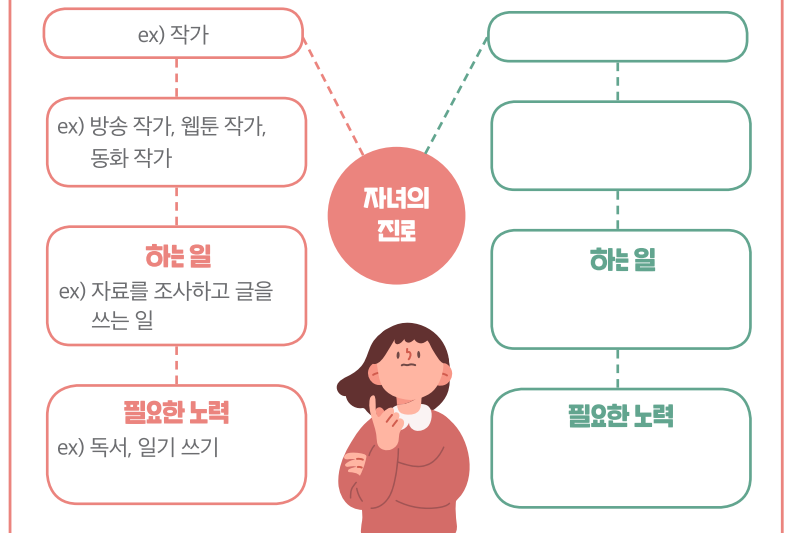 ex) 작가
ex) 방송 작가, 웹툰 작가,
동화 작가
자녀의
진로
하는 일
ex) 자료를 조사하고 글을
쓰는 일
필요한 노력
ex) 독서, 일기 쓰기
하는 일
필요한 노력